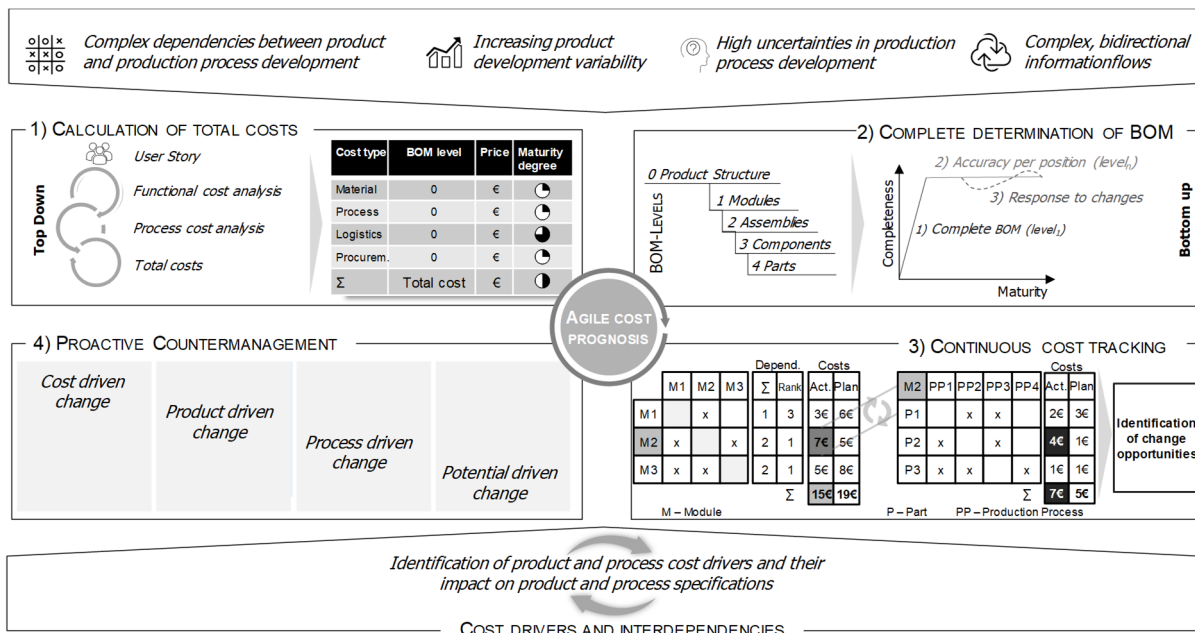 Complex dependencies between product
and production process development
Increasing product
development variability
High uncertainties in production
process development
Complex, bidirectional
informationflows
1) CALCULATION OF TOTAL COSTS
Top Down
User Story
Functional cost analysis
Process cost analysis
Total costs
Cost type BOM level Price Maturity
degree
Material 0 €
Process 0 €
Logistics 0 €
Procurem. 0 €
Σ Total cost €
2) COMPLETE DETERMINATION OF BOM
BOM-LEVELS
0 Product Structure
1 Modules
2 Assemblies
3 Components
4 Parts
Completeness
2) Accuracy per position (level n)
3) Response to changes
1) Complete BOM (level 1)
Maturity
Bottom up
AGILE COST
PROGNOSIS
4) PROACTIVE COUNTERMANAGEMENT
Cost driven
change
Product driven
change
Process driven
change
Potential driven
change
3) CONTINUOUS COST TRACKING
Depend. Costs
M1 M2 M3 Σ Rank Act. Plan
M1 x 1 3 3€ 6€
M2 x x 2 1 7€ 5€
M3 x x 2 1 5€ 8€
Σ 15€ 19€
M – Module
Costs
M2 PP1 PP2 PP3 PP4 Act. Plan
P1 x x 2€ 3€
P2 x x 4€ 1€
P3 x x x 1€ 1€
Σ 7€ 5€
P – Part PP – Production Process
Identification
of change
opportunities
Identification of product and process cost drivers and their
impact on product and process specifications
COST DRIVERS AND INTERDEPENDENCIES